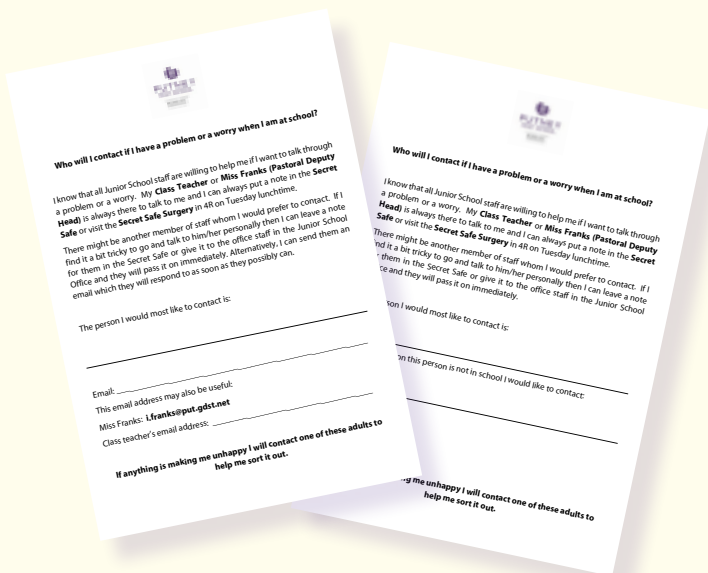 Who will I contact if I have a problem or a worry when I am at school?
I know that all Junior School staff are willing to help me if I want to talk through
a problem or a worry. My Class Teacher or Miss Franks (Pastoral Deputy
Head) is always there to talk to me and I can always put a note in the Secret
Safe or visit the Secret Safe Surgery in 4R on Tuesday lunchtime.
There might be another member of staff whom I would prefer to contact. If I
find it a bit tricky to go and talk to him/her personally then I can leave a note
for them in the Secret Safe or give it to the office staff in the Junior School
Office and they will pass it on immediately. Alternatively, I can send them an
email which they will respond to as soon as they possibly can.
The person I would most like to contact is:
Email:
This email address may also be useful:
Miss Franks: i.franks@put.gdst.net
Class teacher's email address:
If anything is making me unhappy I will contact one of these adults to
help me sort it out.
Who will I contact if I have a problem or a worry when I am at school?
I know that all Junior School staff are willing to help me if I want to talk through
a problem or a worry. My Class Teacher or Miss Franks (Pastoral Deputy
Head) is always there to talk to me and I can always put a note in the Secret
Safe or visit the Secret Safe Surgery in 4R on Tuesday lunchtime.
There might be another member of staff whom I would prefer to contact. If I
find it a bit tricky to go and talk to him/her personally then I can leave a note
them in the Secret Safe or give it to the office staff in the Junior School
and they will pass it on immediately.
I would most like to contact is:
this person is not in school I would like to contact:
me unhappy I will contact one of these adults to
help me sort it out.